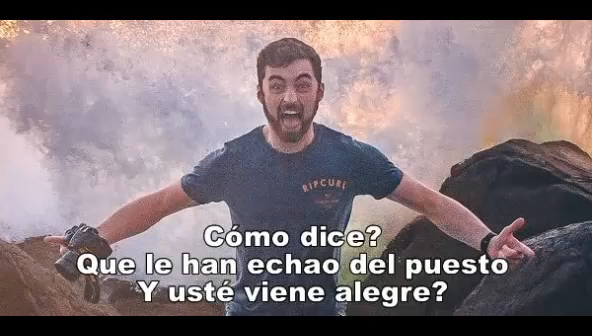 RIPCURL
Cómo dice?
Que le han echao del puesto
Y usté viene alegre?